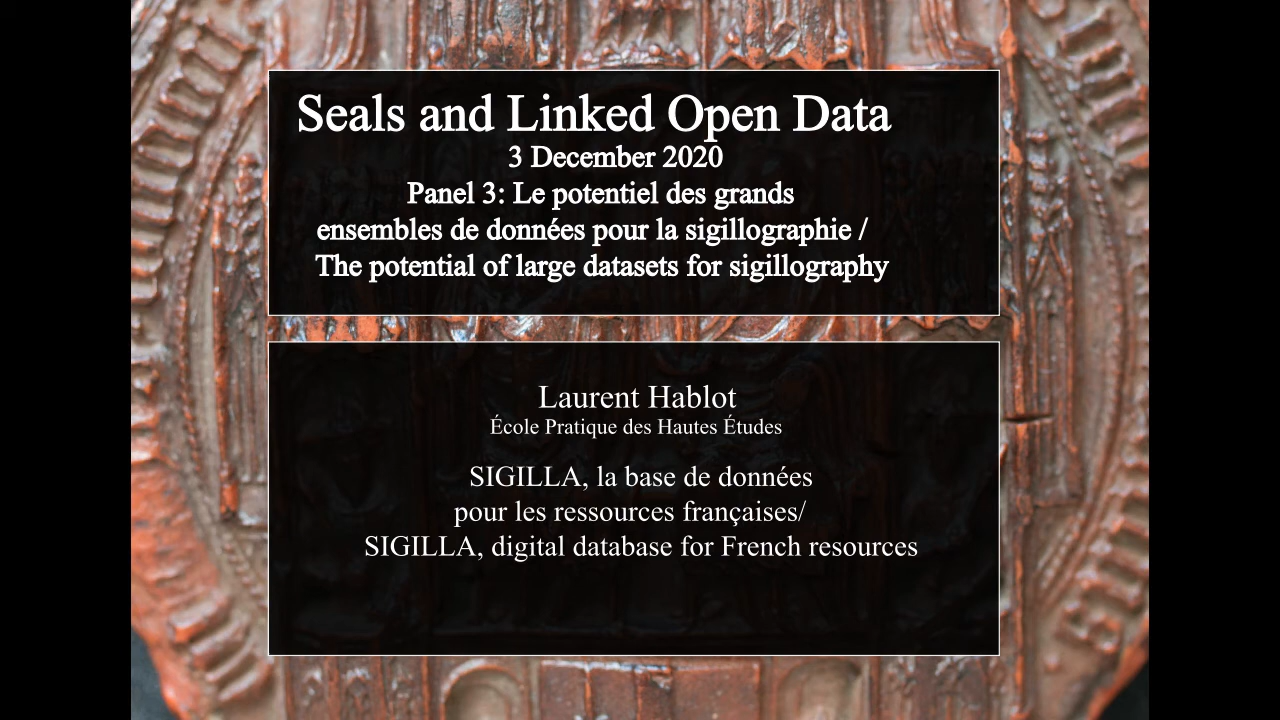 Seals and Linked Open Data
3 December 2020
Panel 3: Le potentiel des grands
ensembles de données pour la sigillographie /
The potential of large datasets for sigillography
Laurent Hablot
École Pratique des Hautes Études
SIGILLA, la base de données
pour les ressources françaises/
SIGILLA, digital database for French resources